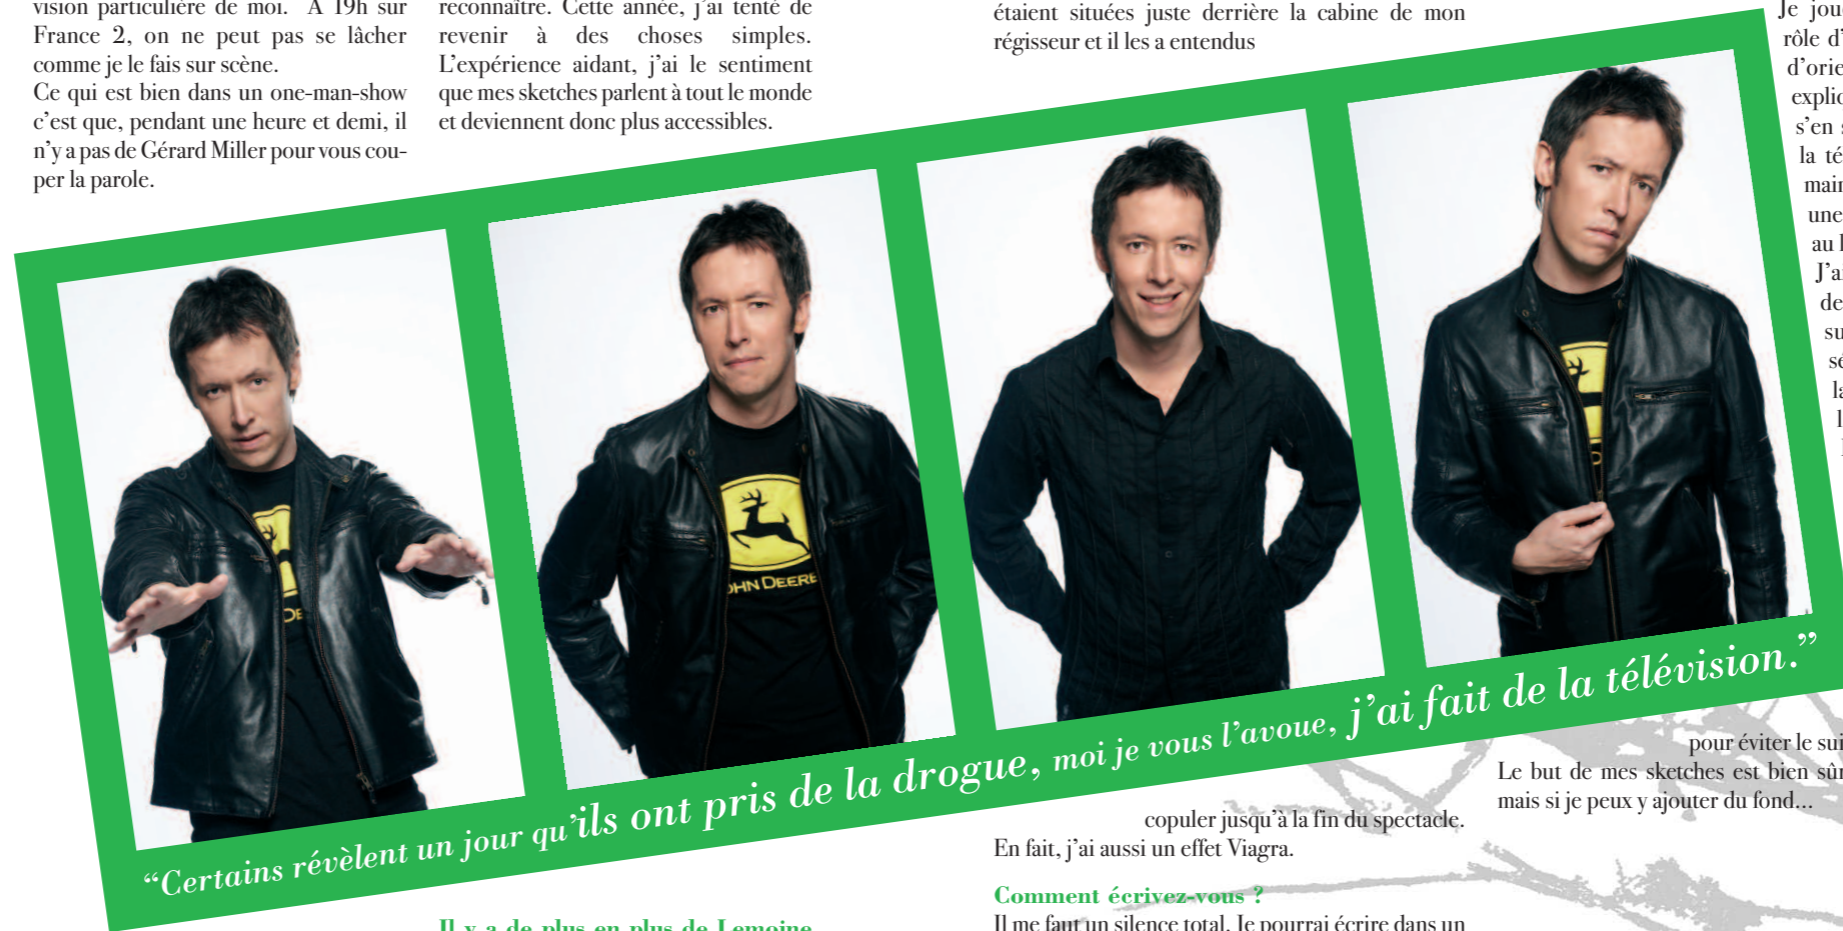 vision particulière de moi. A 19h sur
France 2, on ne peut pas se lâcher
comme je le fais sur scène.
Ce qui est bien dans un one-man-show
c'est que, pendant une heure et demi, il
n'y a pas de Gérard Miller pour vous cou-
per la parole.
reconnaître. Cette année, j'ai tenté de
revenir à des choses simples.
L'expérience aidant, j'ai le sentiment
que mes sketches parlent à tout le monde
et deviennent donc plus accessibles.
étaient situées juste derrière la cabine de mon
régisseur et il les a entendus
JOHN DEERE
“Certains révèlent un jour qu'ils ont pris de la drogue, moi je vous l'avoue, j'ai fait de la télévision.”
Il y a de plus en plus de Lemoine
copuler jusqu'à la fin du spectacle.
En fait, j'ai aussi un effet Viagra.
Comment écrivez-vous ?
Il me faut un silence total. Je pourrai écrire dans un
Je
rôle
la
une
au
J'ai
de
pour éviter le
Le but de mes sketches est bien sûr
mais si je peux y ajouter du fond...